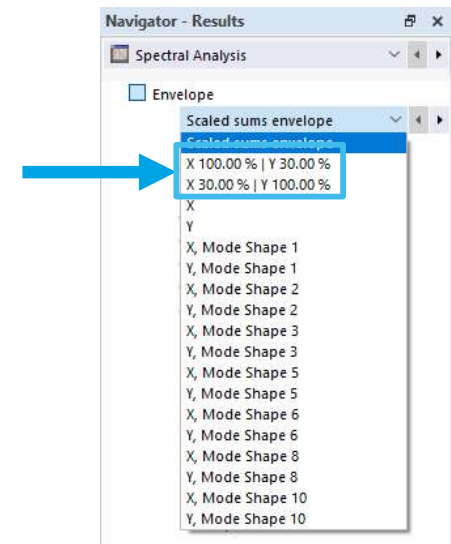 Navigator - Results
Spectral Analysis
Envelope
Scaled sums envelope
Scaled sums envelope
X 100.00 % | Y 30.00 %
X 30.00 % | Y 100.00 %
X
Y
X, Mode Shape 1
Y, Mode Shape 1
X, Mode Shape 2
Y, Mode Shape 2
X, Mode Shape 3
Y, Mode Shape 3
X, Mode Shape 5
Y, Mode Shape 5
X, Mode Shape 6
Y, Mode Shape 6
X, Mode Shape 8
Y, Mode Shape 8
X, Mode Shape 10
Y, Mode Shape 10